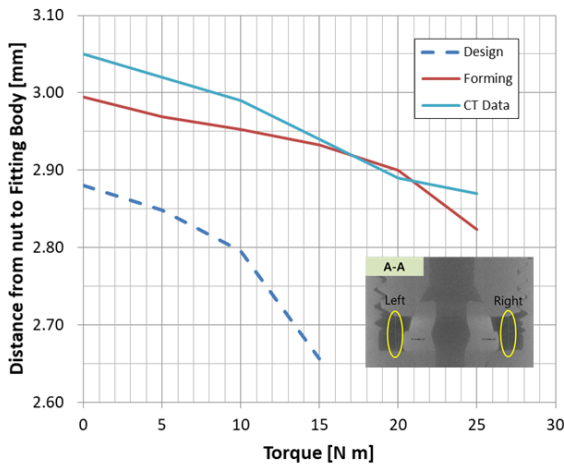 3.10
3.00
2.90
2.80
2.70
2.60
Distance from nut to Fitting Body [mm]
Design
Forming
CT Data
A-A
Left
Right
0
5
10
15
20
25
30
Torque [N m]